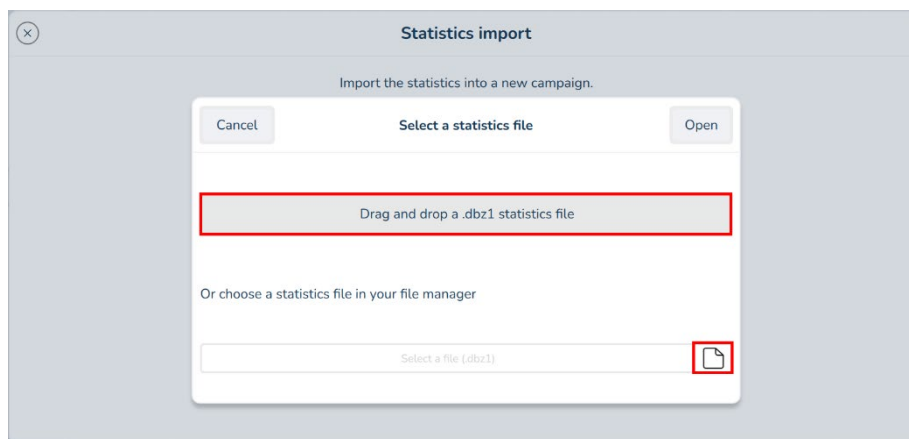 Statistics import
Import the statistics into a new campaign.
Cancel
Select a statistics file
Open
Drag and drop a .dbz1 statistics file
Or choose a statistics file in your file manager
Select a file (.dbz1)